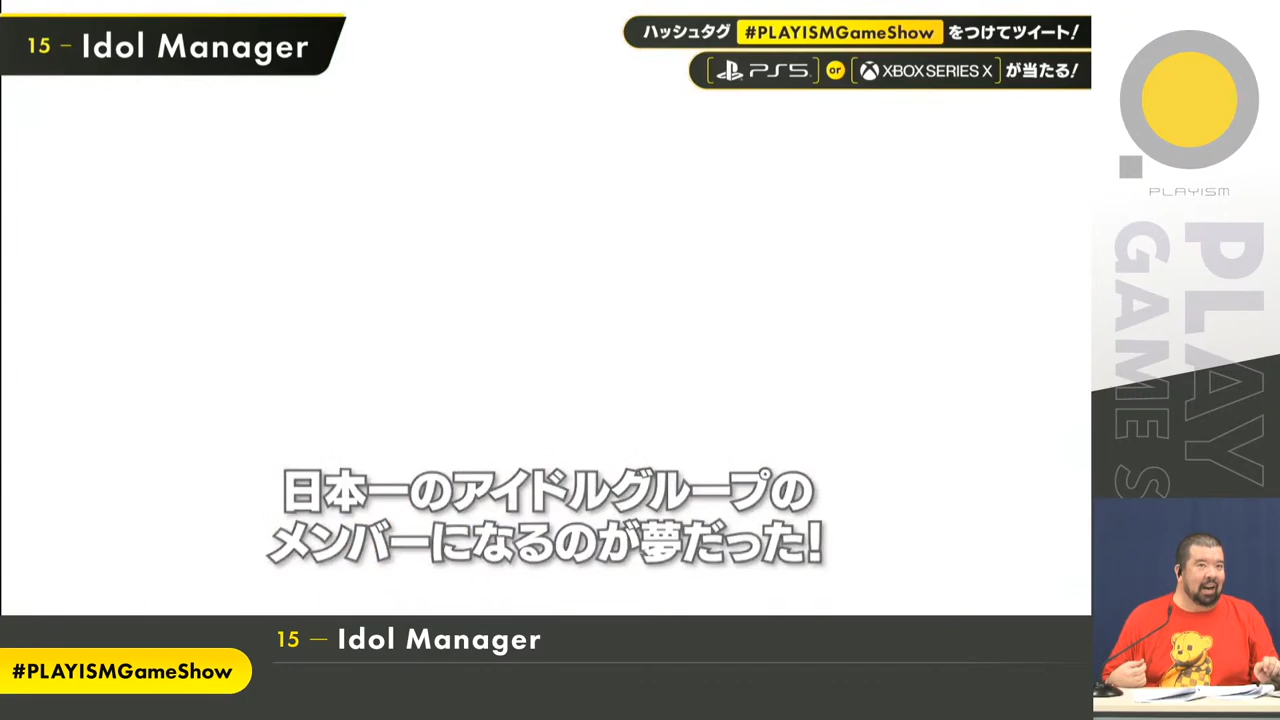 15 – Idol Manager
ハッシュタグ #PLAYISMGameShow をつけてツイート!
PS5 or XBOX SERIES X が当たる!
PLAYISM
PLAY
GAME S
日本一のアイドルグループの
メンバーになるのが夢だった!
15 — Idol Manager
#PLAYISMGameShow